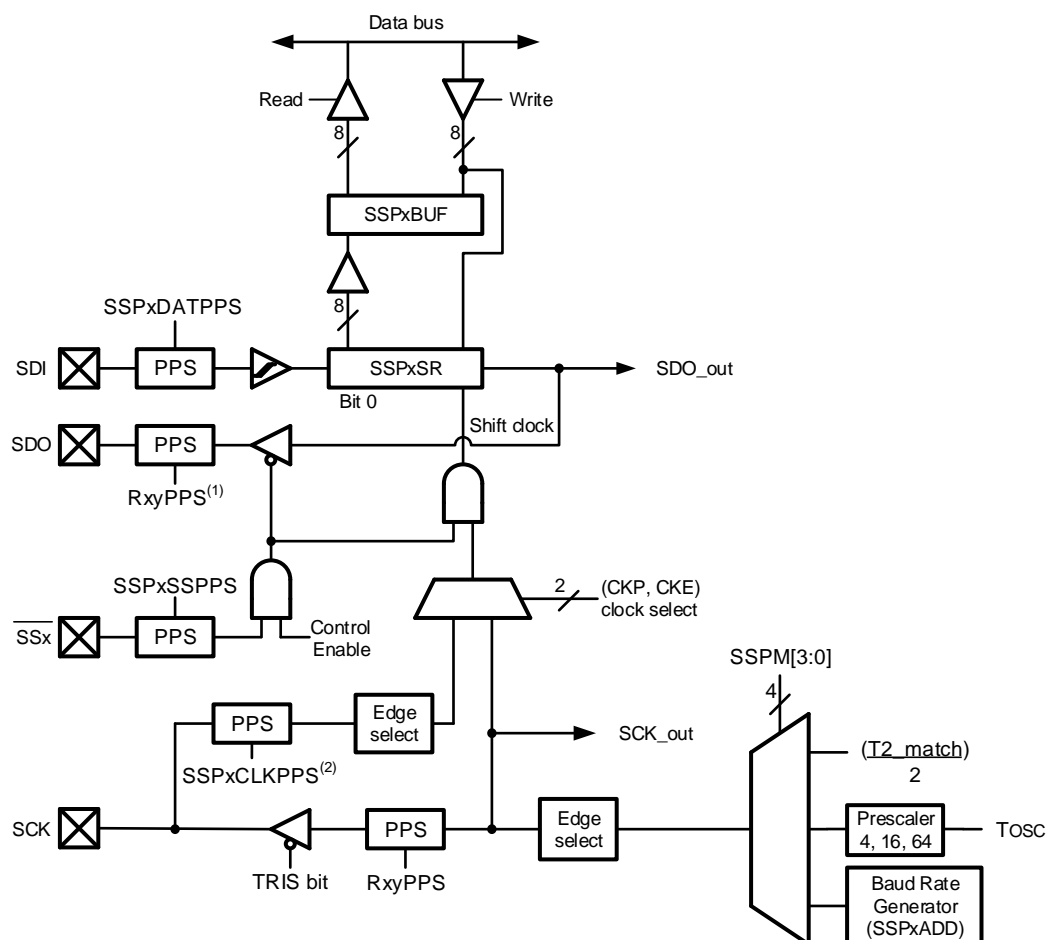 Data bus
Read
Write
8
8
SSPxBUF
8
SSPxDATPPS
SDI
PPS
SSPxSR
SDO_out
Bit 0
Shift clock
SDO
PPS
RxyPPS(1)
SSPxSSPPS
2
(CKP, CKE)
clock select
SSx
PPS
Control
Enable
SSPM[3:0]
4
PPS
Edge
select
SCK_out
(T2_match)
2
SSPxCLKPPS(2)
SCK
PPS
Edge
select
Prescaler
4, 16, 64
TOSC
TRIS bit
RxyPPS
Baud Rate
Generator
(SSPxADD)